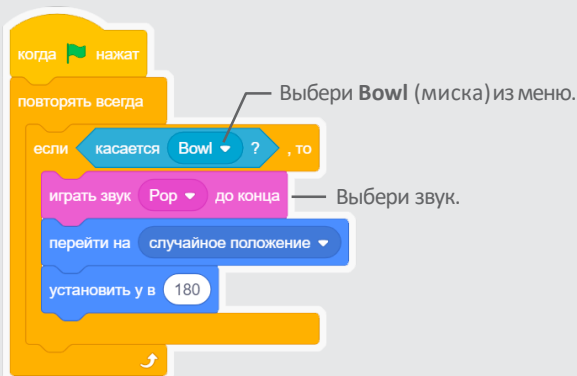 когда нажат
повторять всегда
Выбери Bowl (миска) из меню.
если касается Bowl ? , то
играть звук Pop до конца
Выбери звук.
перейти на случайное положение
установить y в 180